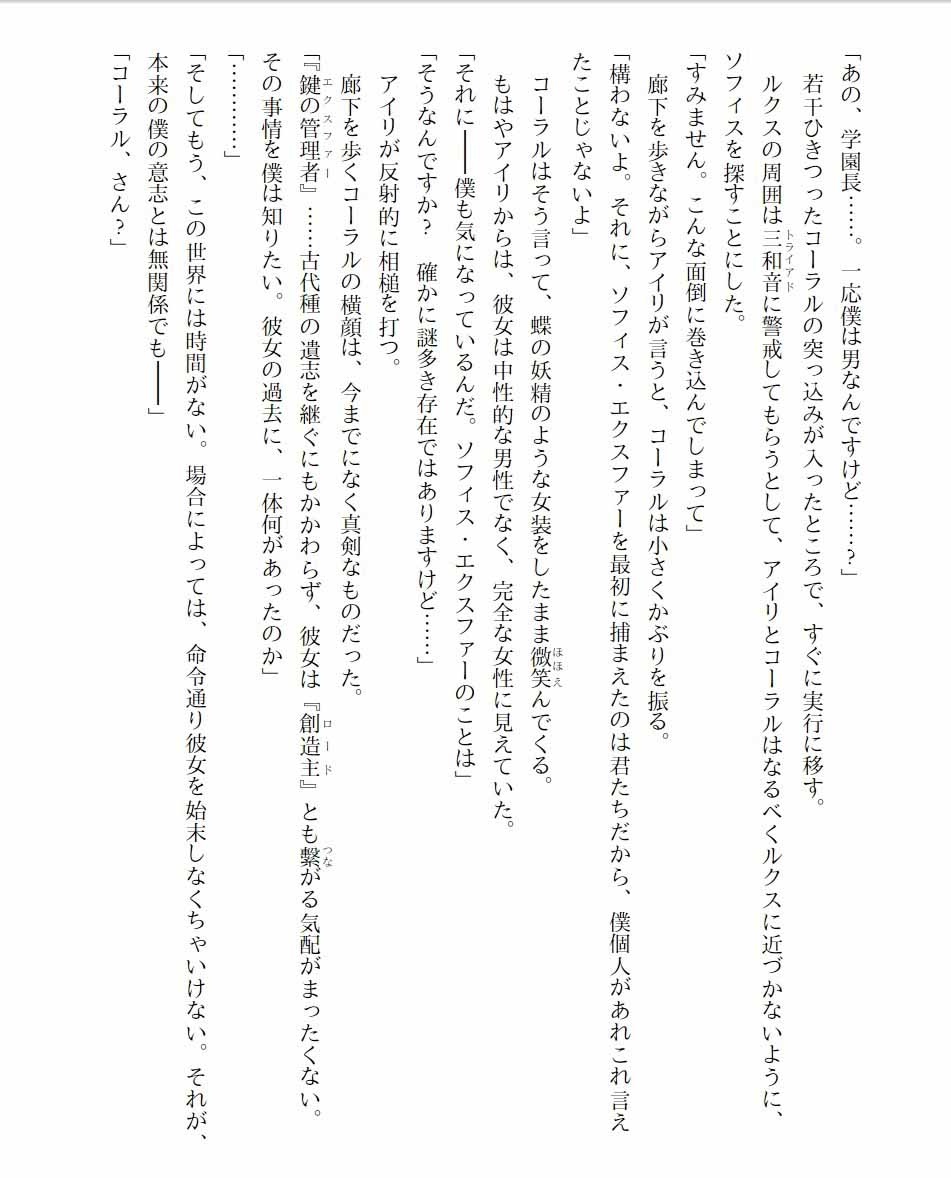 「あの、学園長……。一応僕は男なんですけど……?」
若干ひきつったコーラルの突っ込みが入ったところで、すぐに実行に移す。
ルクスの周囲は三和音に警戒してもらうとして、アイリとコーラルはなるべくルクスに近づかないように、
ソフィスを探すことにした。
「すみません。こんな面倒に巻き込んでしまって」
廊下を歩きながらアイリが言うと、コーラルは小さくかぶりを振る。
「構わないよ。それに、ソフィス・エクスファーを最初に捕まえたのは君たちだから、僕個人があれこれ言え
たことじゃないよ」
コーラルはそう言って、蝶の妖精のような女装をしたまま微笑んでくる。
もはやアイリからは、彼女は中性的な男性でなく、完全な女性に見えていた。
「それに――僕も気になっているんだ。ソフィス・エクスファーのことは」
「そうなんですか?　確かに謎多き存在ではありますけど……」
アイリが反射的に相槌を打つ。
廊下を歩くコーラルの横顔は、今までになく真剣なものだった。
「『鍵の管理者』……古代種の遺志を継ぐにもかかわらず、彼女は『創造主』とも繋がる気配がまったくない。
その事情を僕は知りたい。彼女の過去に、一体何があったのか」
「…………」
「そしてもう、この世界には時間がない。場合によっては、命令通り彼女を始末しなくちゃいけない。それが、
本来の僕の意志とは無関係でも――」
「コーラル、さん?」
トライアド
ほほえ
エクスファー
ロード
つな